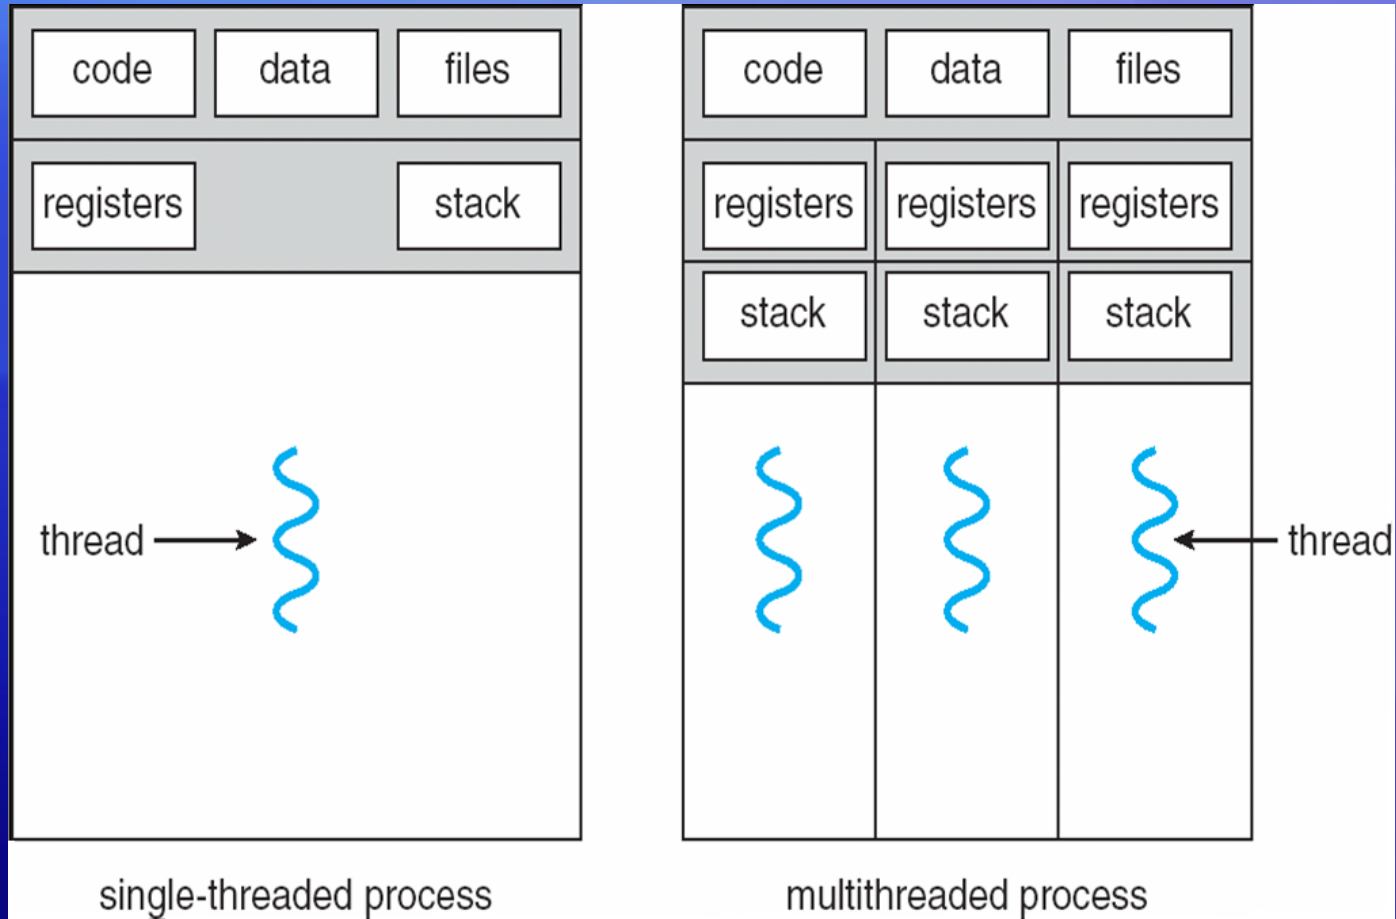 code data files
registers stack
thread
single-threaded process
code data files
registers registers registers
stack stack stack
thread
multithreaded process